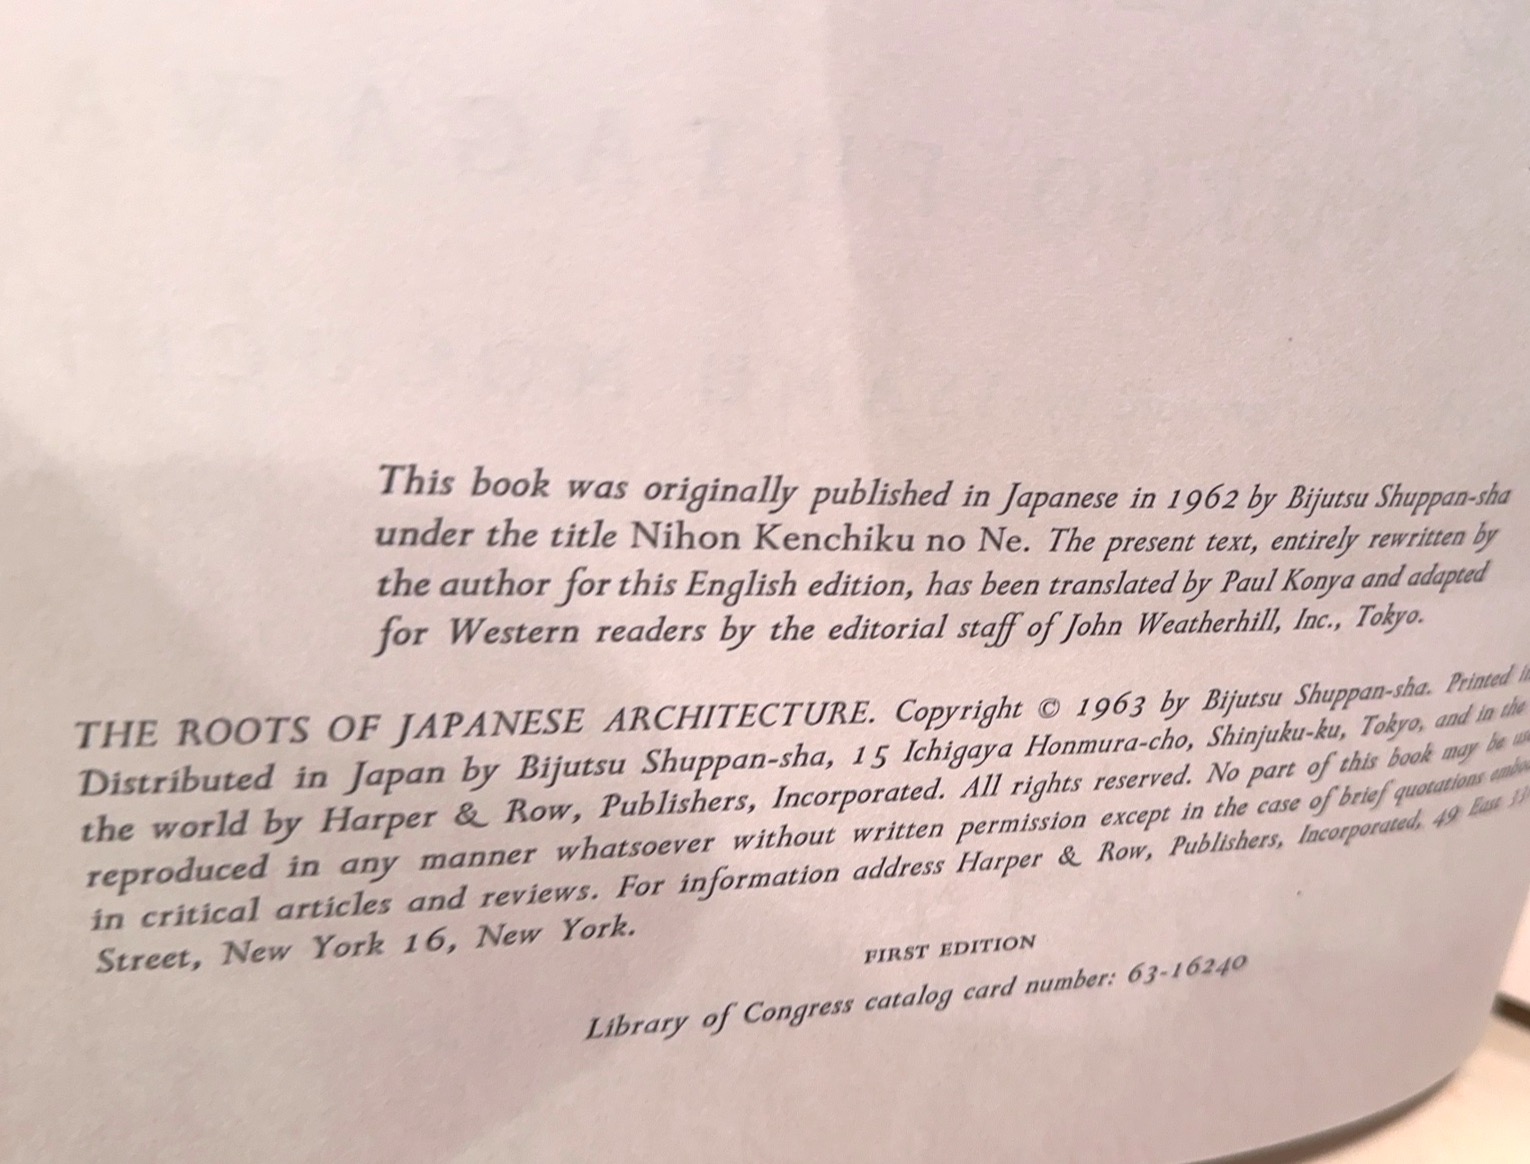 This book was originally published in Japanese in 1962 by Bijutsu Shuppan-sha
under the title Nihon Kenchiku no Ne. The present text, entirely rewritten by
the author for this English edition, has been translated by Paul Konya and adapted
for Western readers by the editorial staff of John Weatherhill, Inc., Tokyo.
THE ROOTS OF JAPANESE ARCHITECTURE. Copyright © 1963 by Bijutsu Shuppan-sha. Printed
Distributed in Japan by Bijutsu Shuppan-sha, 15 Ichigaya Honmura-cho, Shinjuku-ku, Tokyo, and in the
the world by Harper & Row, Publishers, Incorporated. All rights reserved. No part of this book may be
reproduced in any manner whatsoever without written permission except in the case of brief quotations
in critical articles and reviews. For information address Harper & Row, Publishers, Incorporated, 49 East
Street, New York 16, New York.
FIRST EDITION
Library of Congress catalog card number: 63-16240